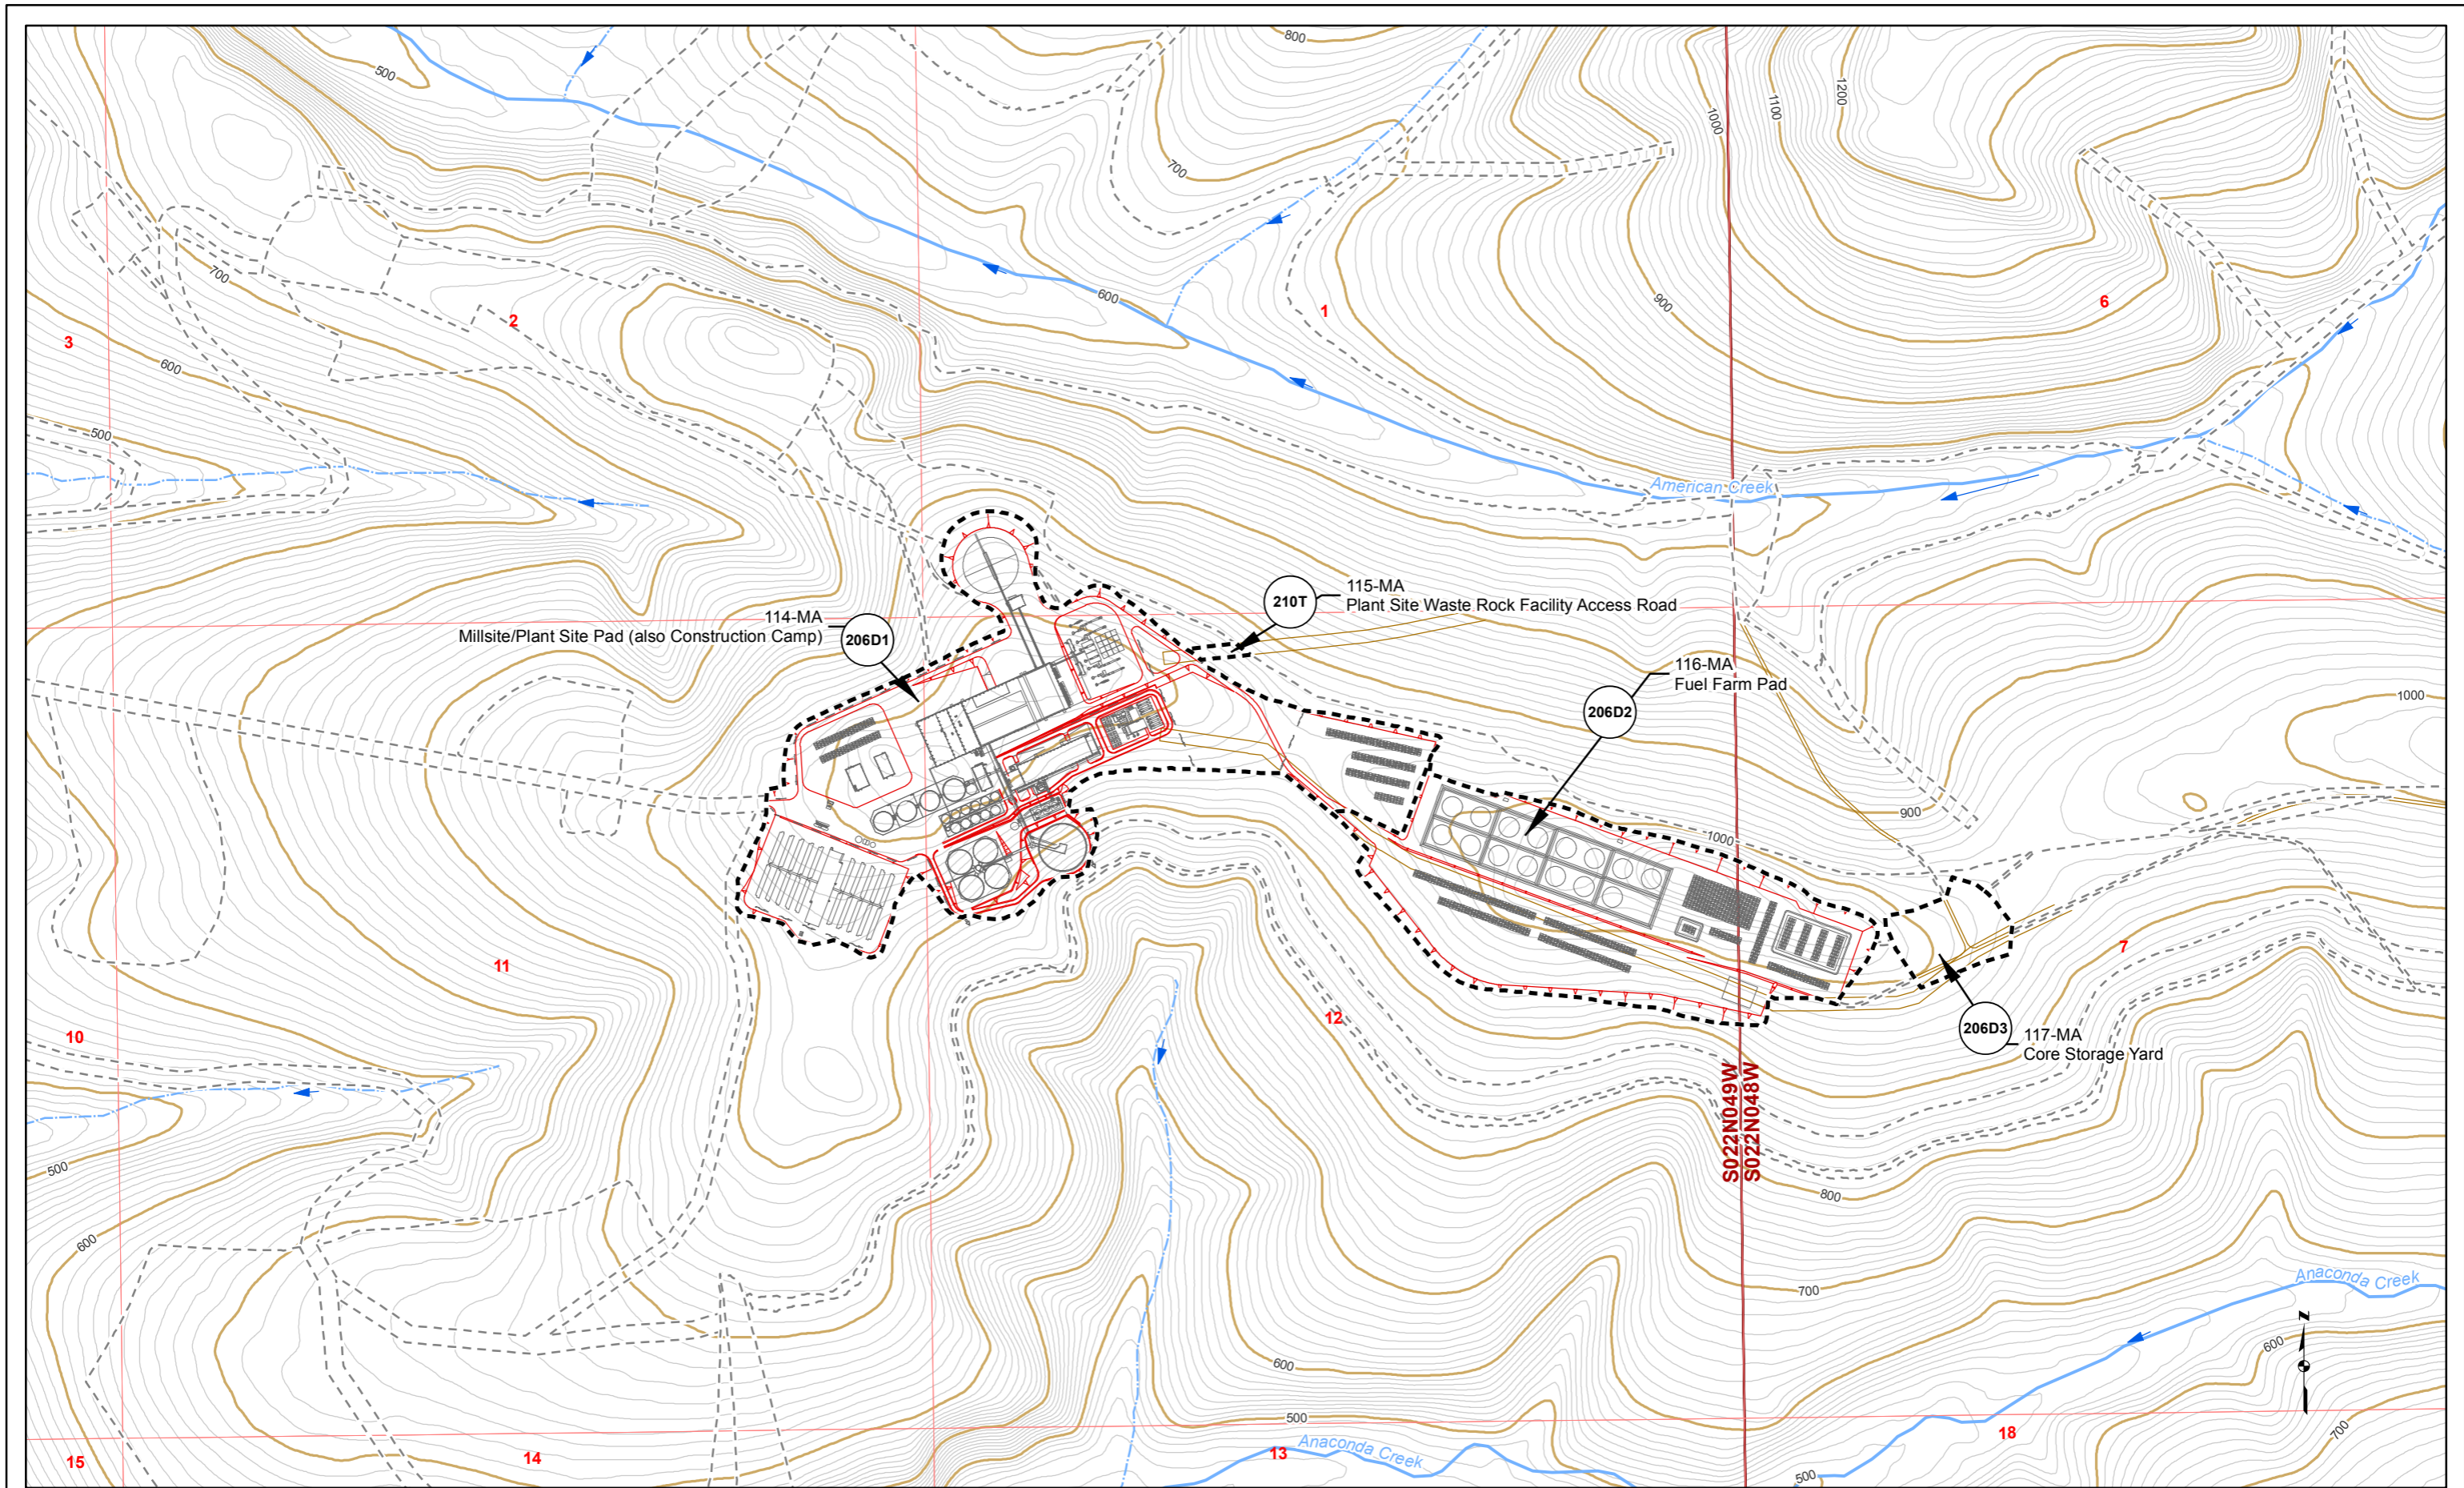 800
500
1000
1100
1200
700
700
600
900
1
6
2
3
600
500
American Creek
114-MA
Millsite/Plant Site Pad (also Construction Camp)
206D1
210T
115-MA
Plant Site Waste Rock Facility Access Road
116-MA
Fuel Farm Pad
206D2
1000
900
1000
7
11
12
10
206D3
117-MA
Core Storage Yard
S022N049W
S022N048W
500
600
800
700
Anaconda Creek
N
600
600
500
700
Anaconda Creek
15
14
13
18
500